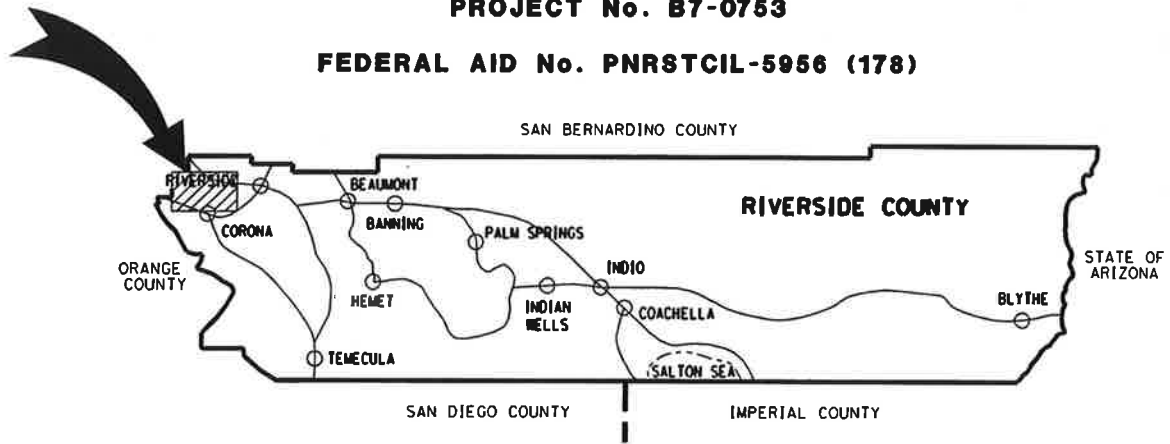 PROJECT No. B7-0753
FEDERAL AID No. PNRSTCIL-5956 (178)
SAN BERNARDINO COUNTY
RIVERSIDE
BEAUMONT
BANNING
RIVERSIDE COUNTY
CORONA
PALM SPRINGS
ORANGE
COUNTY
STATE OF
ARIZONA
HEMET
INDIO
INDIAN
WELLS
COACHELLA
BLYTHE
TEMECULA
SALTON SEA
SAN DIEGO COUNTY
IMPERIAL COUNTY